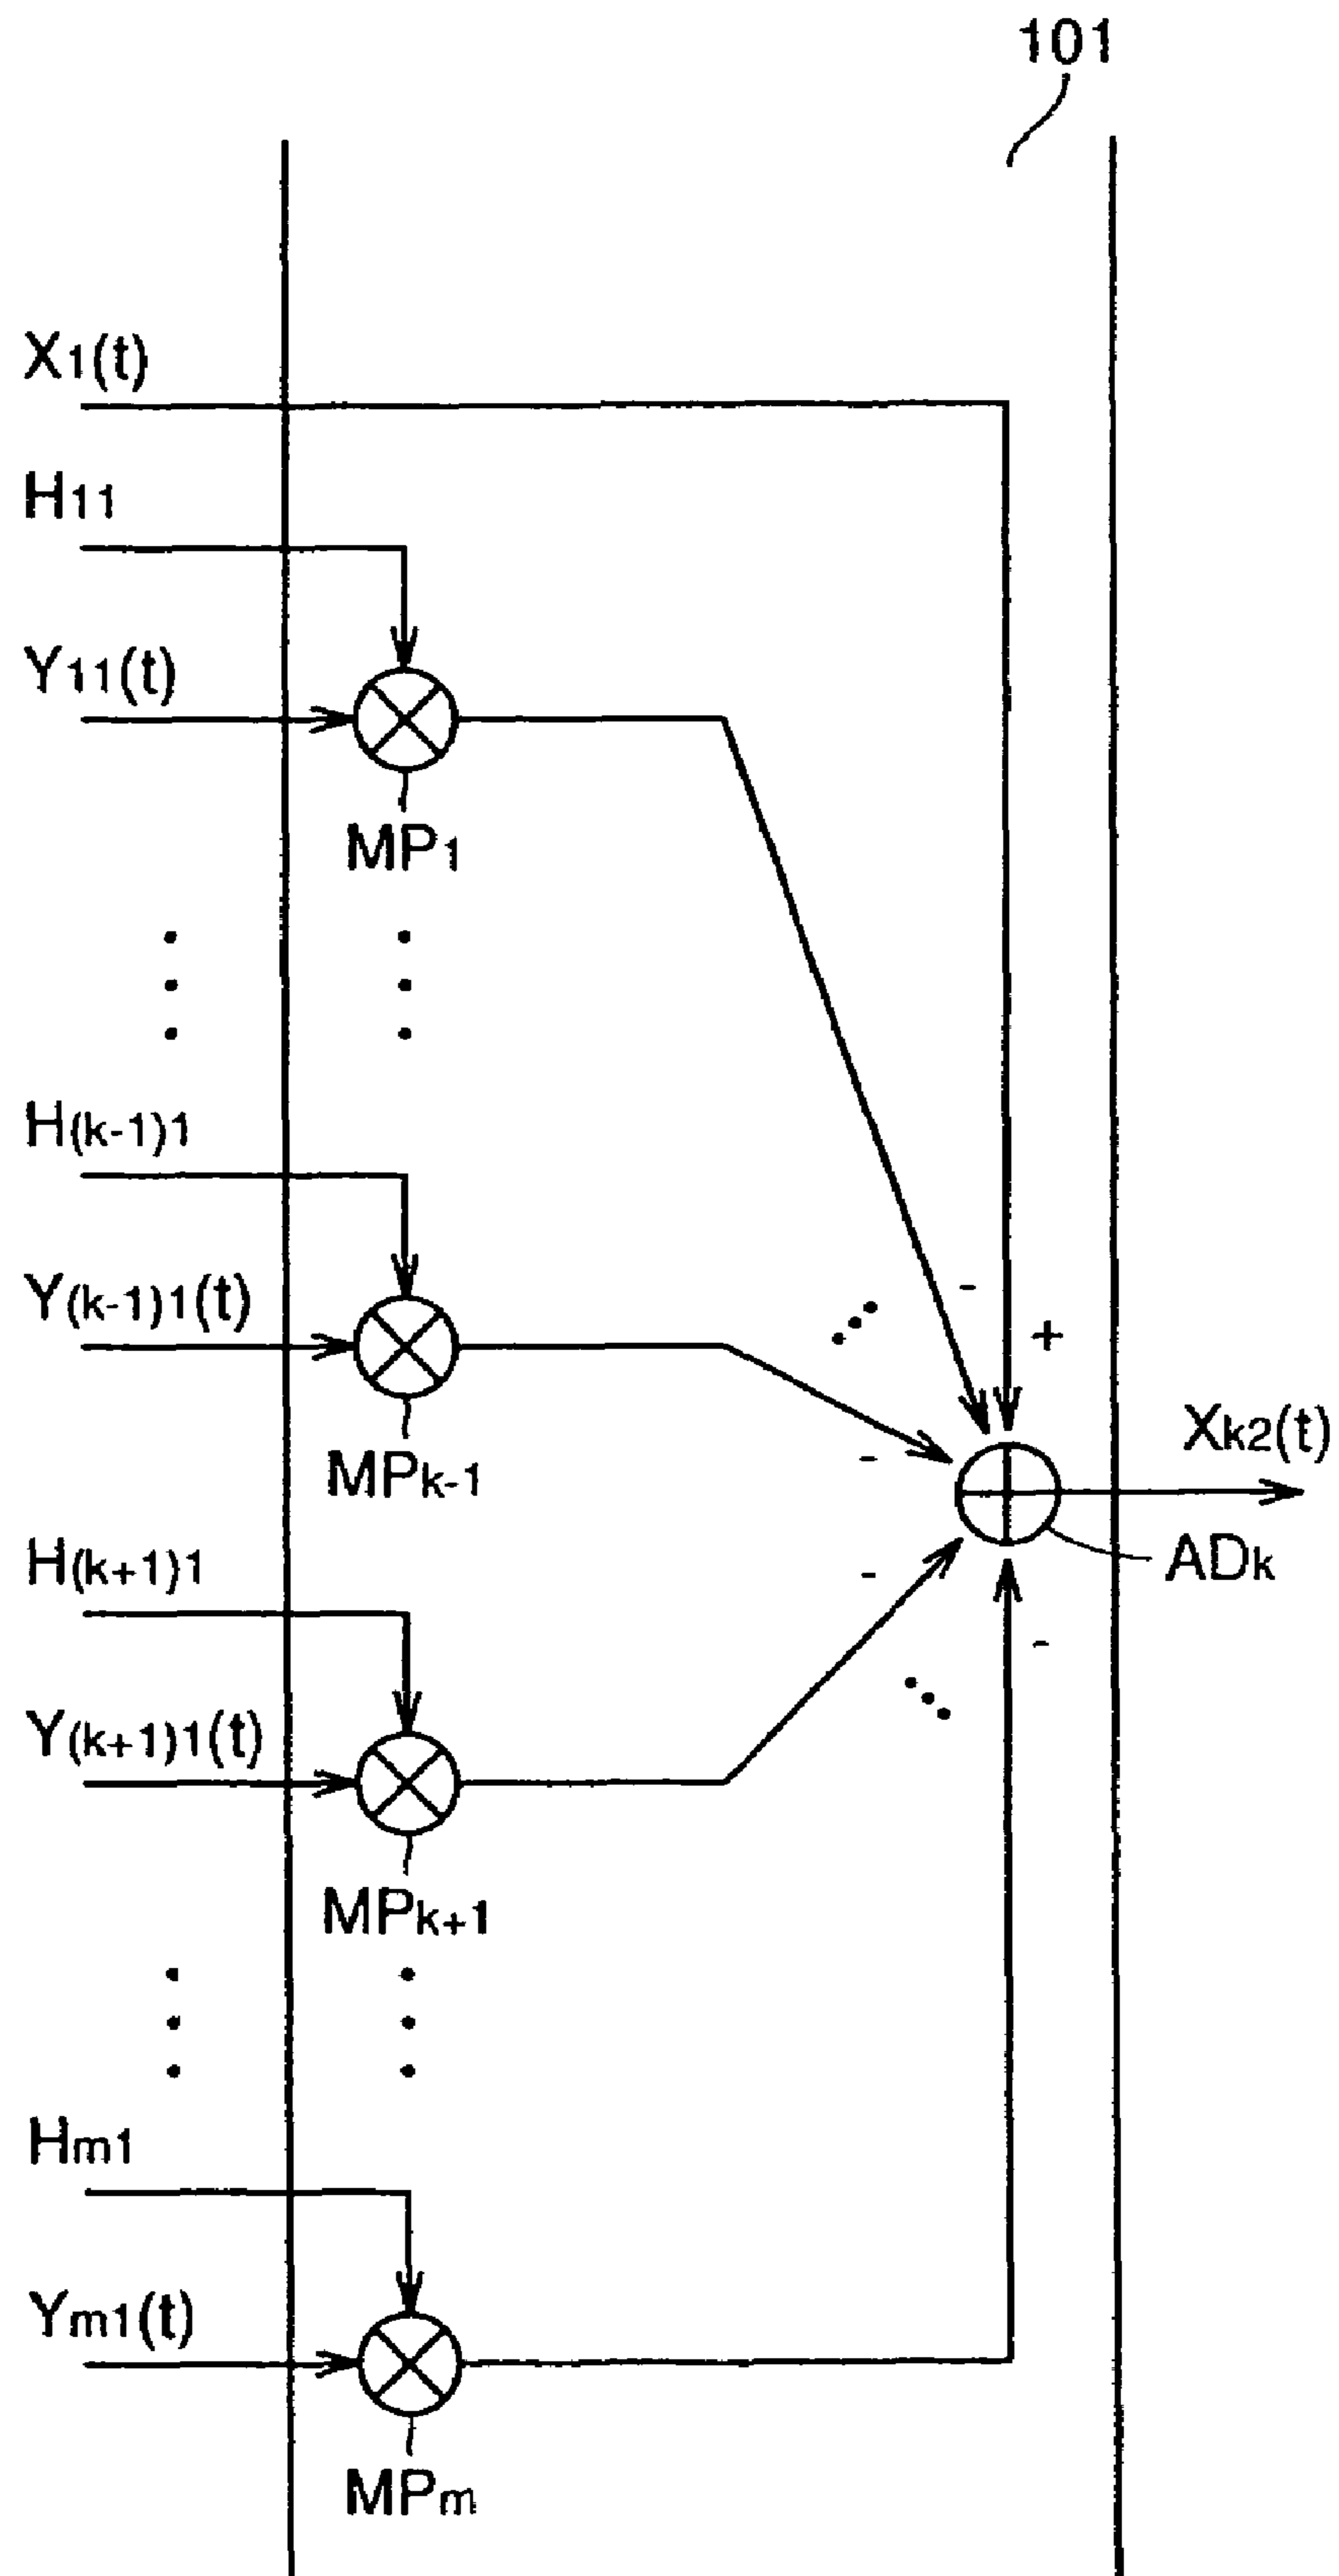 101
X1(t)
H11
Y11(t)
MP1
H(k-1)1
Y(k-1)1(t)
-
+
Xk2(t)
-
MPk-1
H(k+1)1
ADk
-
-
Y(k+1)1(t)
MPk+1
Hm1
Ym1(t)
MPm